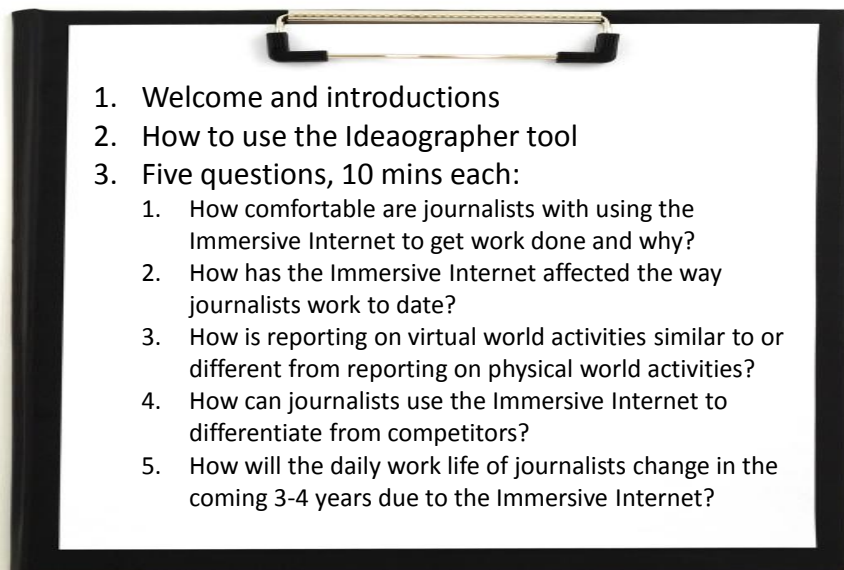 1. Welcome and introductions
2. How to use the Ideaographer tool
3. Five questions, 10 mins each:
1. How comfortable are journalists with using the
Immersive Internet to get work done and why?
2. How has the Immersive Internet affected the way
journalists work to date?
3. How is reporting on virtual world activities similar to or
different from reporting on physical world activities?
4. How can journalists use the Immersive Internet to
differentiate from competitors?
5. How will the daily work life of journalists change in the
coming 3-4 years due to the Immersive Internet?